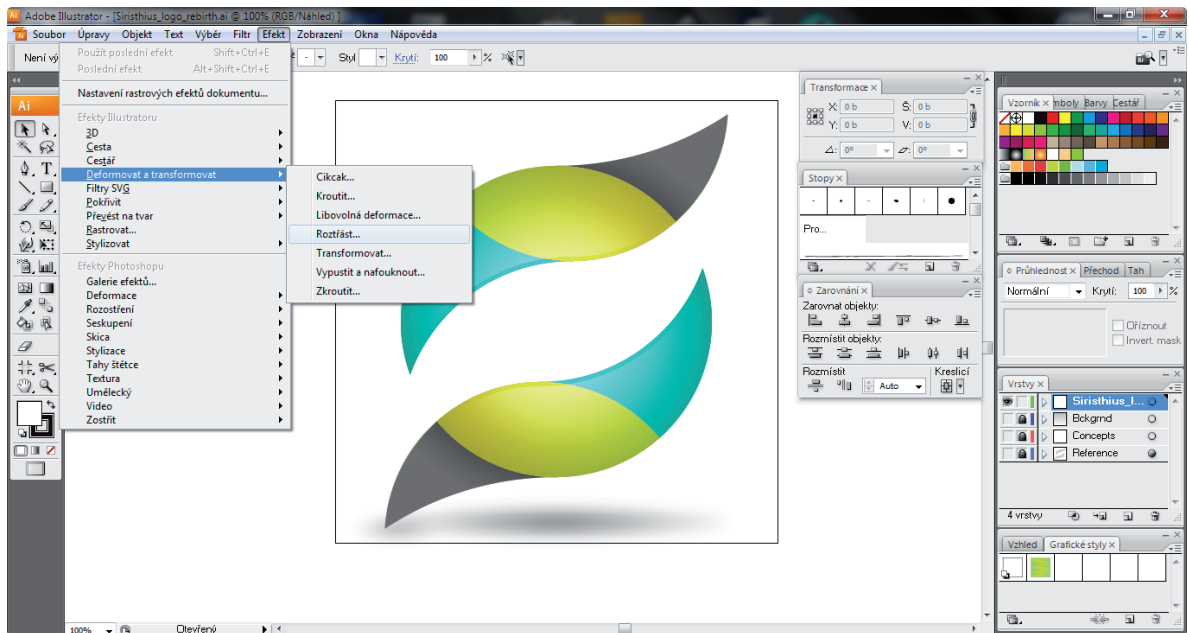 Adobe Illustrator - [Siristhius_logo_rebirth.ai @ 100% (RGB/Náhled) ]
Soubor Úpravy Objekt Text Výběr Filtr Efekt Zobrazení Okna Nápověda
Není vý
Styl Krytí: 100 %
Použít poslední efekt Shift+Ctrl+E
Poslední efekt Alt+Shift+Ctrl+E
Nastavení rastrových efektů dokumentu...
Efekty Illustratoru
3D
Cesta
Cestář
Deformovat a transformovat
Filtry SVG
Pokřivit
Převést na tvar
Rastrovat...
Stylizovat
Efekty Photoshopu
Galerie efektů...
Deformace
Rozostření
Seskupení
Skica
Stylizace
Tahy štětce
Textura
Umělecký
Video
Zostřit
Cikcak...
Kroutit...
Libovolná deformace...
Roztřást...
Transformovat...
Vypustit a nafouknout...
Zkroutit...
Ai
T
Transformace
X: 0 b Š: 0 b
Y: 0 b V: 0 b
0° 0°
Stopy
Pro...
Zarovnání
Zarovnat objekty:
Rozmístit objekty:
Rozmístit Kreslicí
Auto
Vzorník mboly Barvy Cestář
Průhlednost Přechod Tah
Normální Krytí: 100 %
Oříznout
Invert. mask
Vrstvy
Siristhius_l...
Bckgrnd
Concepts
Reference
4 vrstvy
Vzhled Grafické styly
100% Otevřený